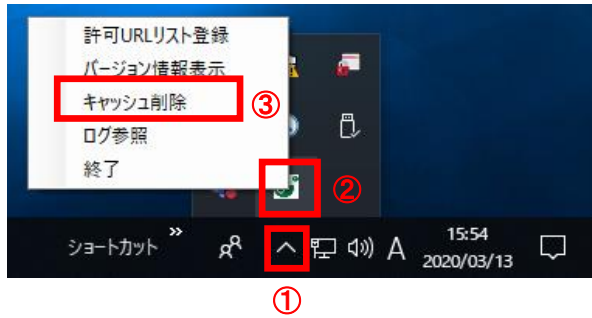 許可URLリスト登録
バージョン情報表示
キャッシュ削除
③
ログ参照
終了
②
ショートカット
»
A
15:54
2020/03/13
①